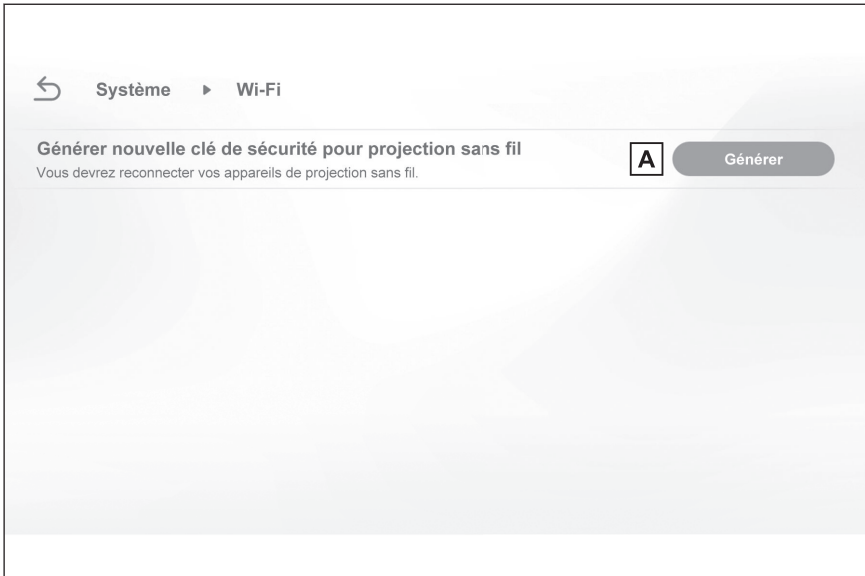 Système ▶ Wi-Fi
Générer nouvelle clé de sécurité pour projection sans fil
A Générer
Vous devrez reconnecter vos appareils de projection sans fil.